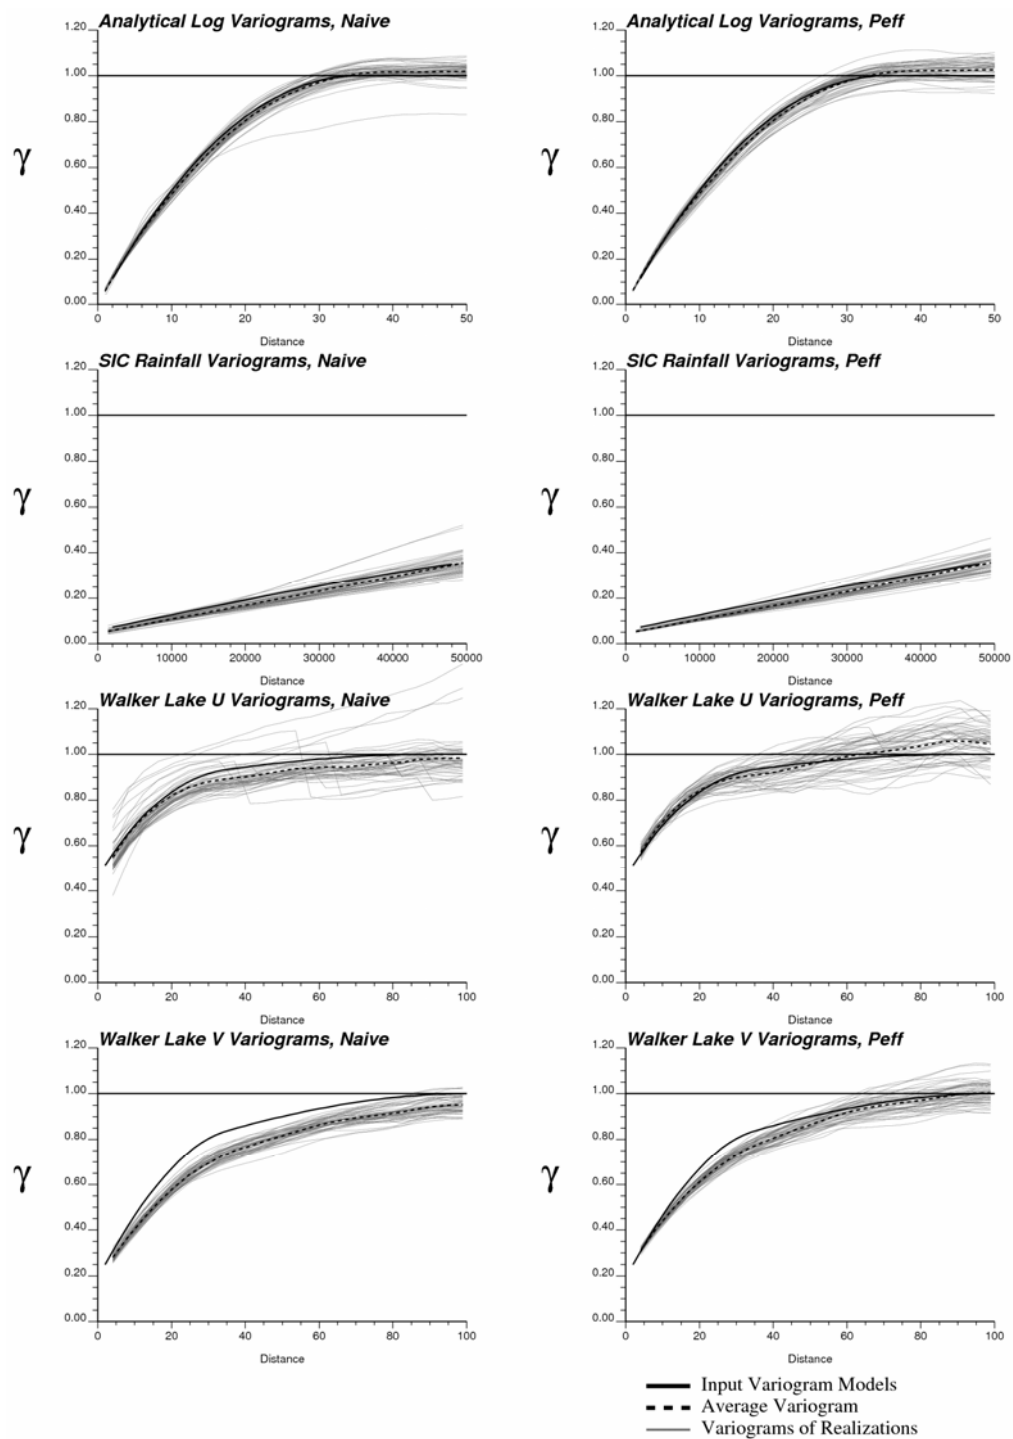 Analytical Log Variograms, Naive
1.20
1.00
0.80
γ
0.60
0.40
0.20
0.00
0 10 20 30 40 50
Distance
Analytical Log Variograms, Peff
1.20
1.00
0.80
γ
0.60
0.40
0.20
0.00
0 10 20 30 40 50
Distance
SIC Rainfall Variograms, Naive
1.20
1.00
0.80
γ
0.60
0.40
0.20
0.00
0 10000 20000 30000 40000 50000
Distance
SIC Rainfall Variograms, Peff
1.20
1.00
0.80
γ
0.60
0.40
0.20
0.00
0 10000 20000 30000 40000 50000
Distance
Walker Lake U Variograms, Naive
1.20
1.00
0.80
γ
0.60
0.40
0.20
0.00
0 20 40 60 80 100
Distance
Walker Lake U Variograms, Peff
1.20
1.00
0.80
γ
0.60
0.40
0.20
0.00
0 20 40 60 80 100
Distance
Walker Lake V Variograms, Naive
1.20
1.00
0.80
γ
0.60
0.40
0.20
0.00
0 20 40 60 80 100
Distance
Walker Lake V Variograms, Peff
1.20
1.00
0.80
γ
0.60
0.40
0.20
0.00
0 20 40 60 80 100
Distance
Input Variogram Models
Average Variogram
Variograms of Realizations